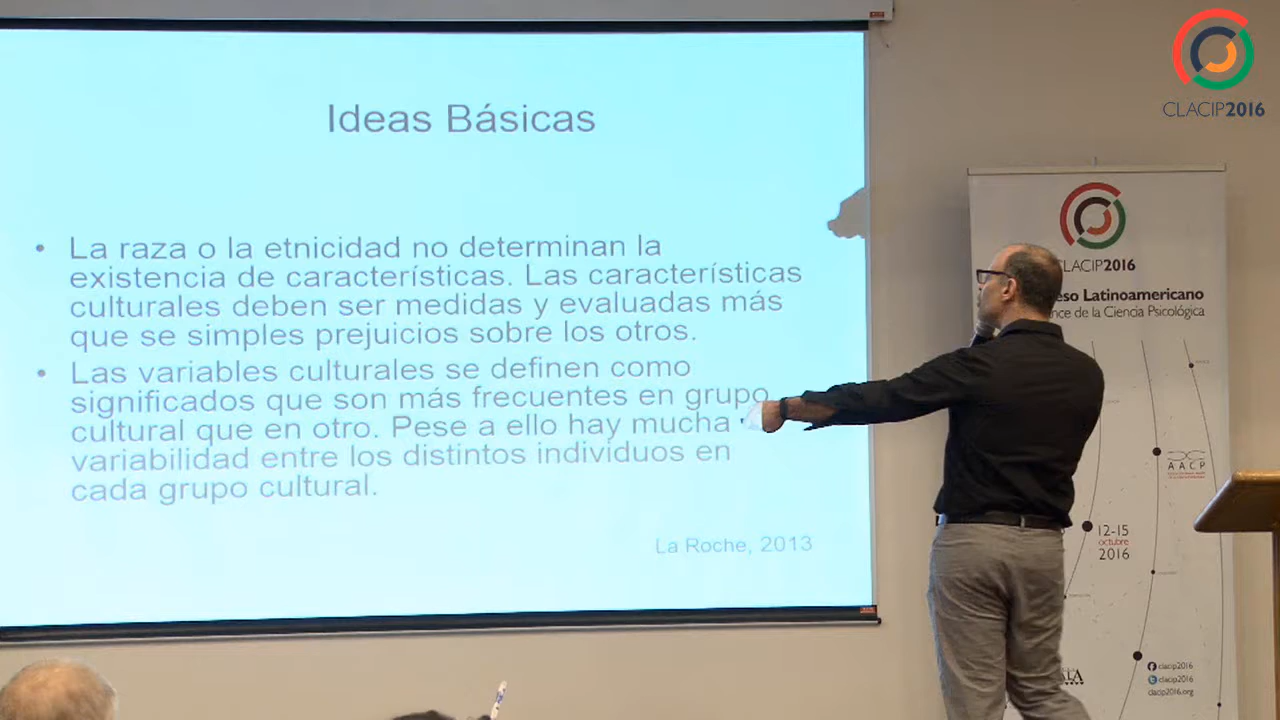 CLACIP2016
Ideas Básicas
• La raza o la etnicidad no determinan la
existencia de características. Las características
culturales deben ser medidas y evaluadas más
que se simples prejuicios sobre los otros.
• Las variables culturales se definen como
significados que son más frecuentes en grupo
cultural que en otro. Pese a ello hay mucha
variabilidad entre los distintos individuos en
cada grupo cultural.
La Roche, 2013
CLACIP2016
Latinoamericano
de la Ciencia Psicológica
AACP
12-15
octubre
2016
clacip2016
clacip2016
clacip2016.org